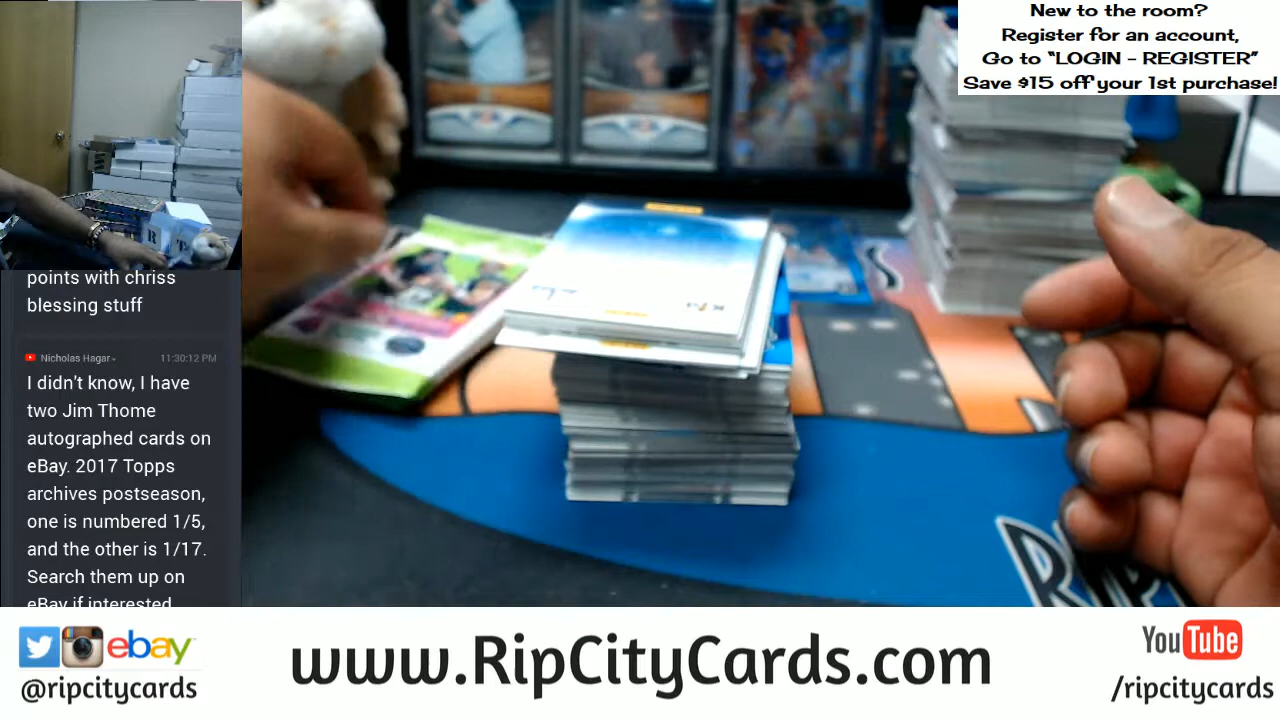 New to the room?
Register for an account,
Go to "LOGIN - REGISTER"
Save $15 off your 1st purchase!
points with chriss
blessing stuff
Nicholas Hagar
11:30:12 PM
I didn't know, I have
two Jim Thome
autographed cards on
eBay. 2017 Topps
archives postseason,
one is numbered 1/5,
and the other is 1/17.
Search them up on
eBay if interested
ebay
@ripcitycards
www.RipCityCards.com
YouTube
/ripcitycards